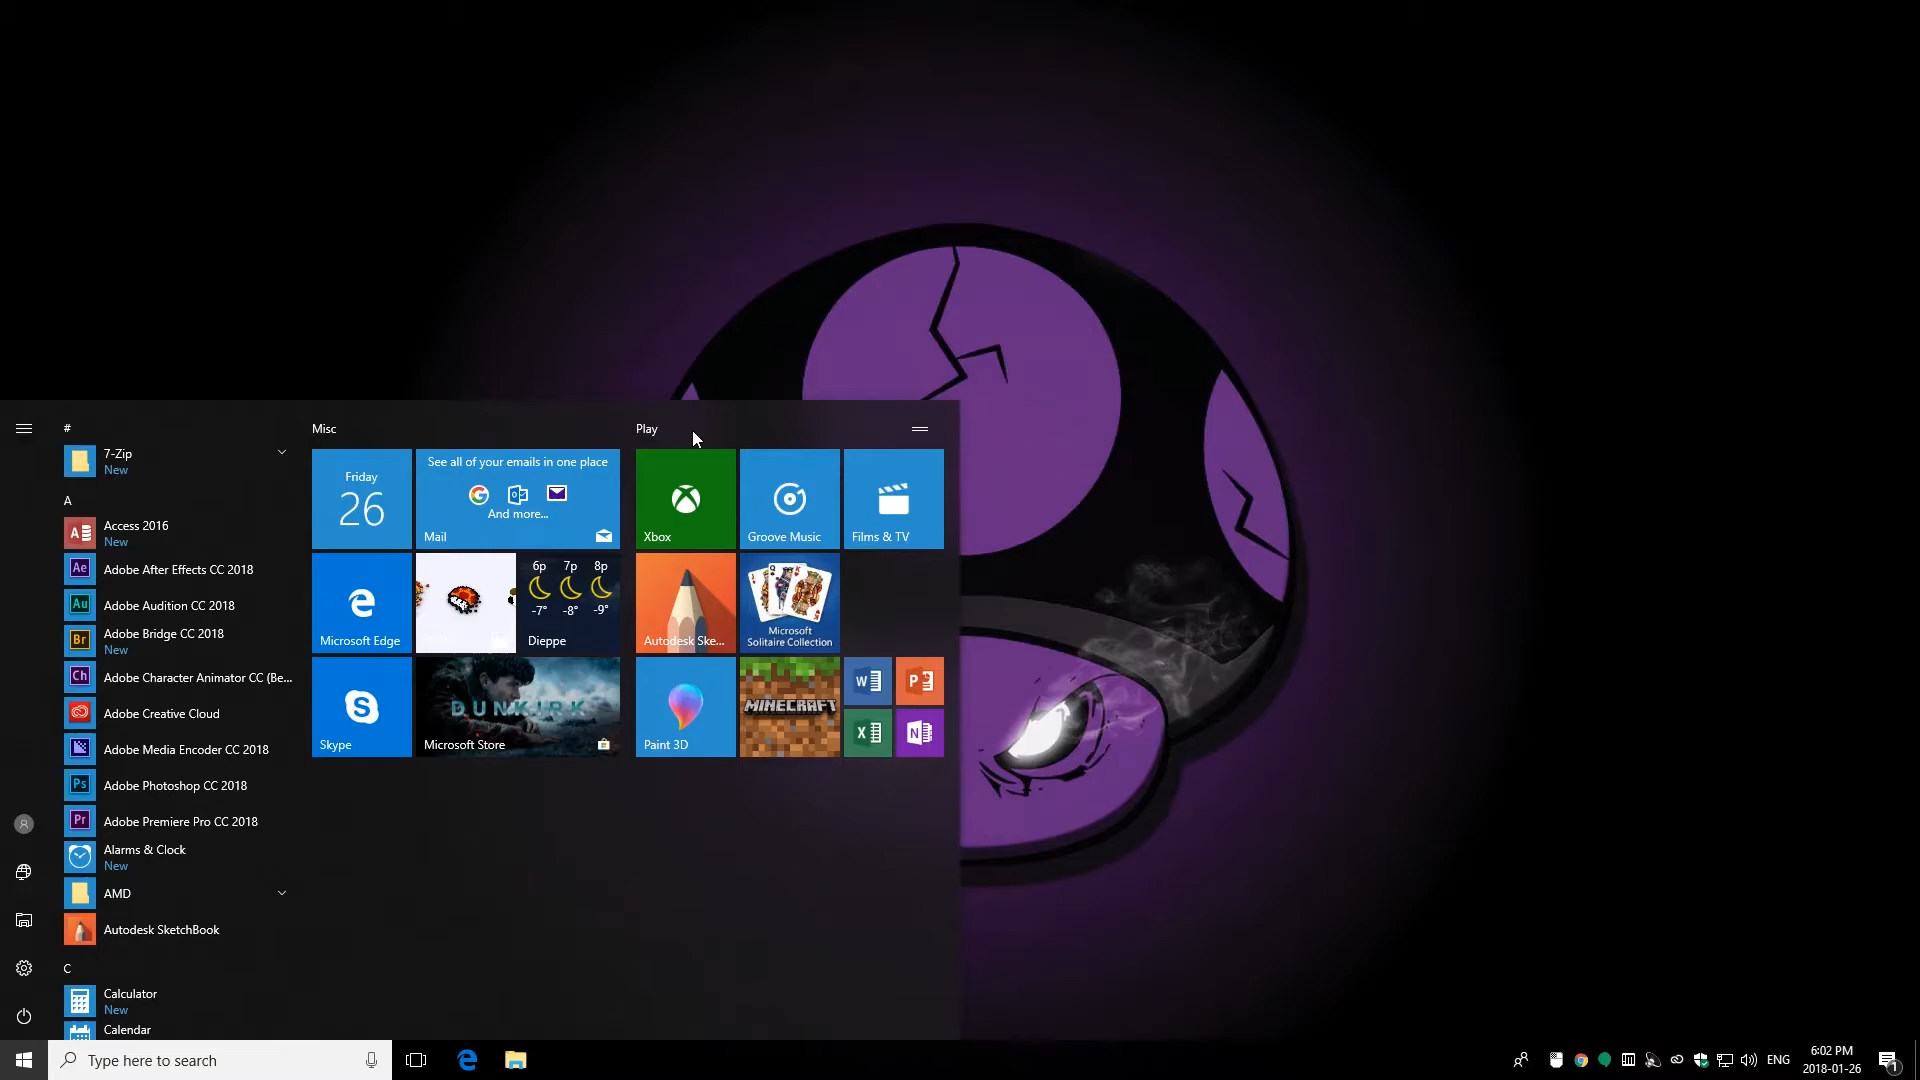 #
7-Zip
New
A
Access 2016
New
Adobe After Effects CC 2018
Adobe Audition CC 2018
Adobe Bridge CC 2018
New
Adobe Character Animator CC (Be...
Adobe Creative Cloud
Adobe Media Encoder CC 2018
Adobe Photoshop CC 2018
Adobe Premiere Pro CC 2018
Alarms & Clock
New
AMD
Autodesk SketchBook
C
Calculator
New
Calendar
Misc
Friday
26
See all of your emails in one place
And more...
Mail
Microsoft Edge
6p 7p 8p
-7° -8° -9°
Dieppe
Skype
DUNKIRK
Microsoft Store
Play
Xbox
Groove Music
Films & TV
Autodesk Ske...
Microsoft
Solitaire Collection
Paint 3D
MINECRAFT
Type here to search
ENG
6:02 PM
2018-01-26
1